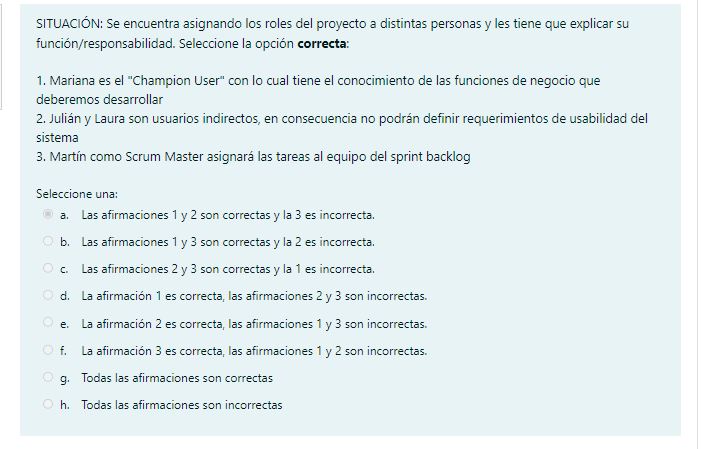 SITUACIÓN: Se encuentra asignando los roles del proyecto a distintas personas y les tiene que explicar su
función/responsabilidad. Seleccione la opción correcta:
1. Mariana es el "Champion User" con lo cual tiene el conocimiento de las funciones de negocio que
deberemos desarrollar
2. Julián y Laura son usuarios indirectos, en consecuencia no podrán definir requerimientos de usabilidad del
sistema
3. Martín como Scrum Master asignará las tareas al equipo del sprint backlog
Seleccione una:
a. Las afirmaciones 1 y 2 son correctas y la 3 es incorrecta.
b. Las afirmaciones 1 y 3 son correctas y la 2 es incorrecta.
c. Las afirmaciones 2 y 3 son correctas y la 1 es incorrecta.
d. La afirmación 1 es correcta, las afirmaciones 2 y 3 son incorrectas.
e. La afirmación 2 es correcta, las afirmaciones 1 y 3 son incorrectas.
f. La afirmación 3 es correcta, las afirmaciones 1 y 2 son incorrectas.
g. Todas las afirmaciones son correctas
h. Todas las afirmaciones son incorrectas